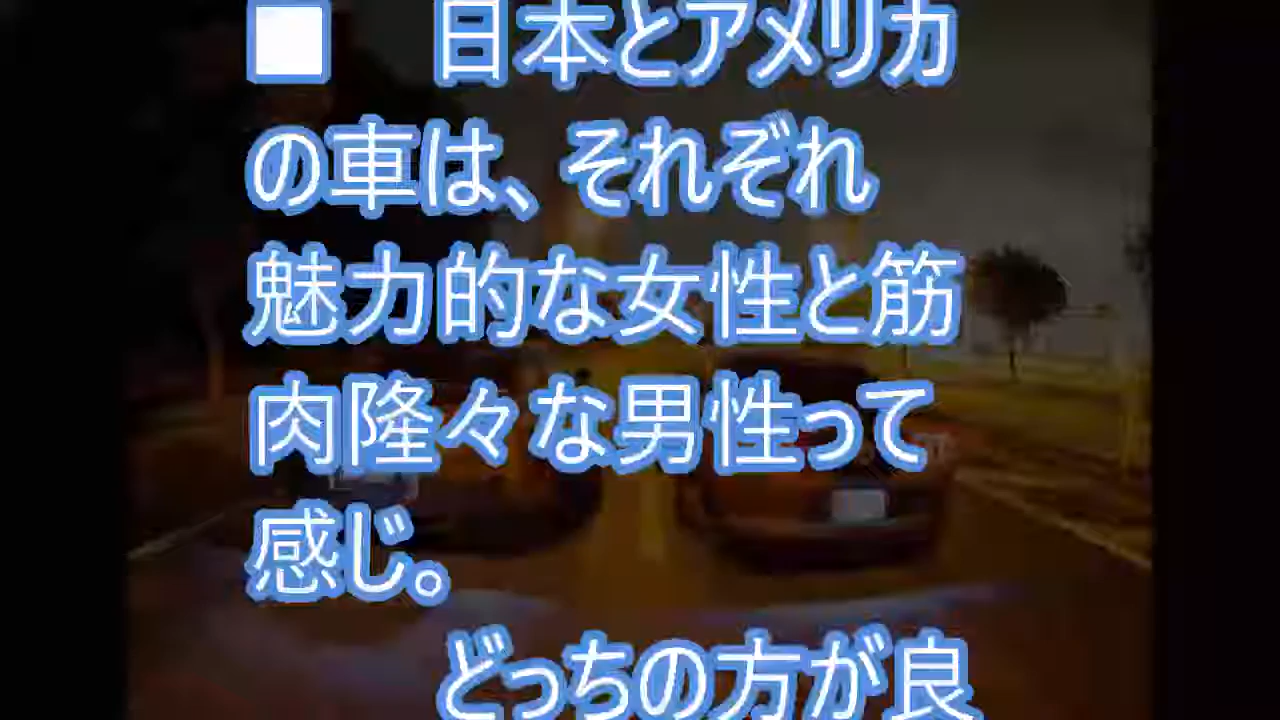 ■　日本とアメリカ
の車は、それぞれ
魅力的な女性と筋
肉隆々な男性って
感じ。
どっちの方が良